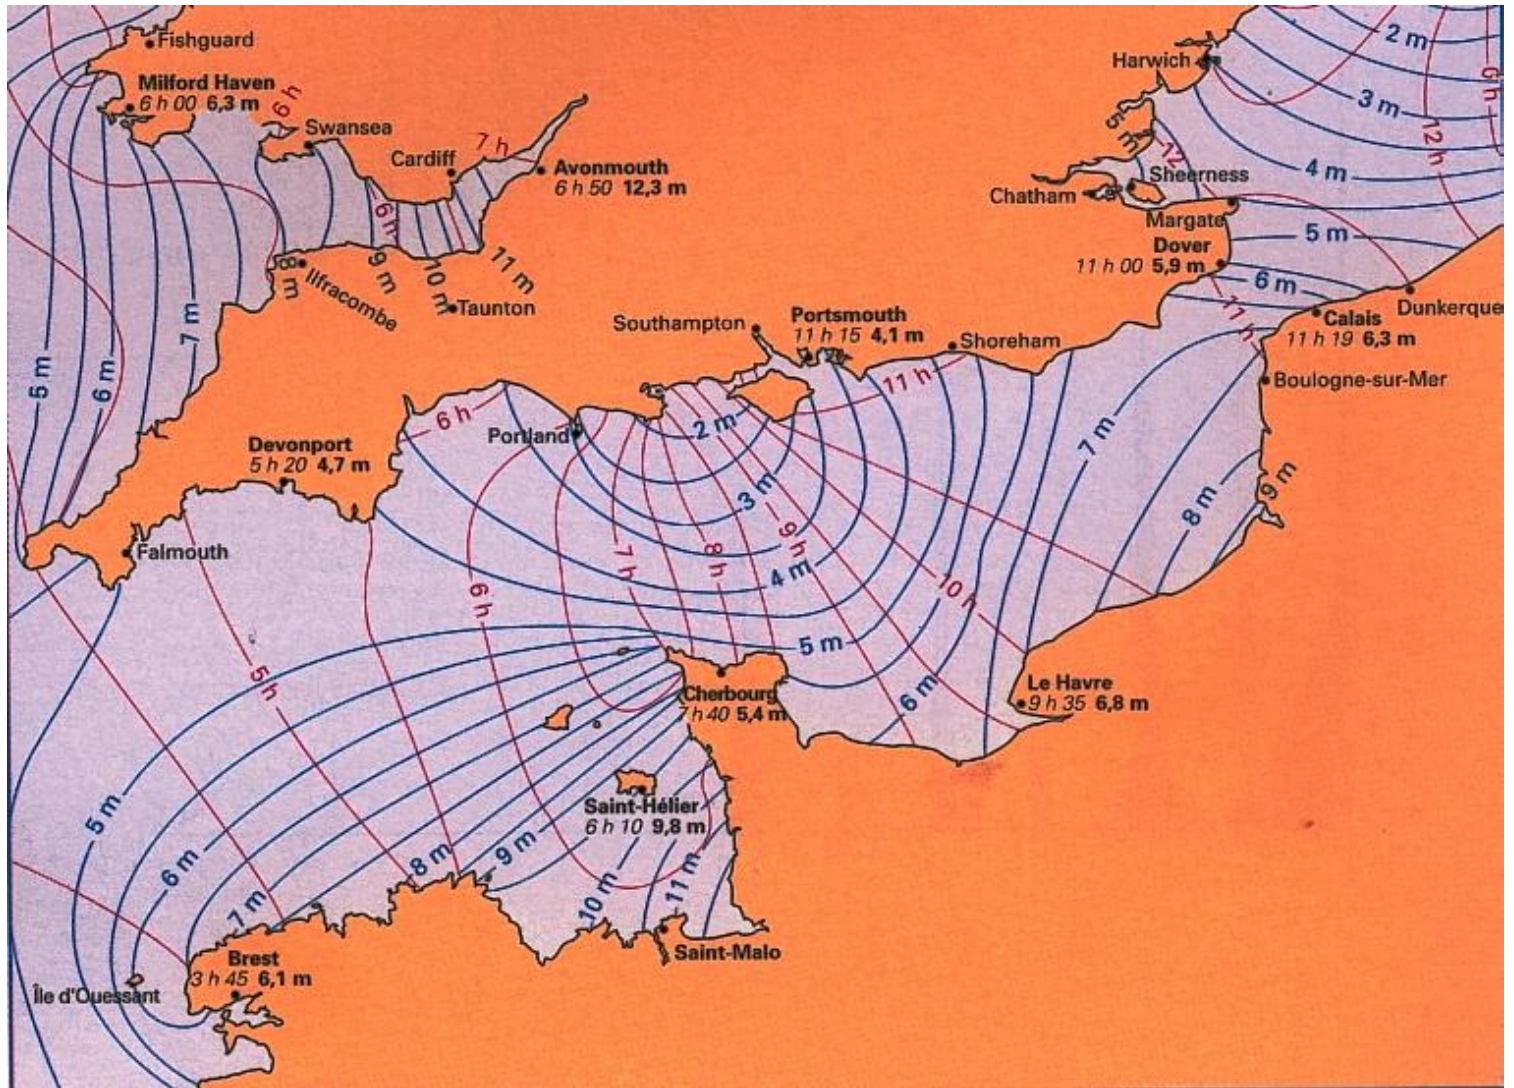 Fishguard
Milford Haven
6 h 00 6,3 m
6 h
Swansea
Cardiff
7 h
Avonmouth
6 h 50 12,3 m
6 h
8 m
Ilfracombe
9 m
10 m
11 m
Taunton
7 m
6 m
5 m
Harwich
2 m
3 m
4 m
6 h
12 h
5 m
12
Sheerness
Chatham
Margate
5 m
Dover
11 h 00 5,9 m
6 m
11 h
Dunkerque
Calais
11 h 19 6,3 m
Boulogne-sur-Mer
Southampton
Portsmouth
11 h 15 4,1 m
Shoreham
11 h
6 h
Portland
2 m
Devonport
5 h 20 4,7 m
Falmouth
3 m
7 m
8 m
9 m
9 h
8 h
7 h
6 h
4 m
10 h
5 h
5 m
6 m
Cherbourg
7 h 40 5,4 m
Le Havre
9 h 35 6,8 m
Saint-Hélier
6 h 10 9,8 m
5 m
6 m
7 m
8 m
9 m
10 m
11 m
Saint-Malo
Brest
3 h 45 6,1 m
Île d'Ouessant